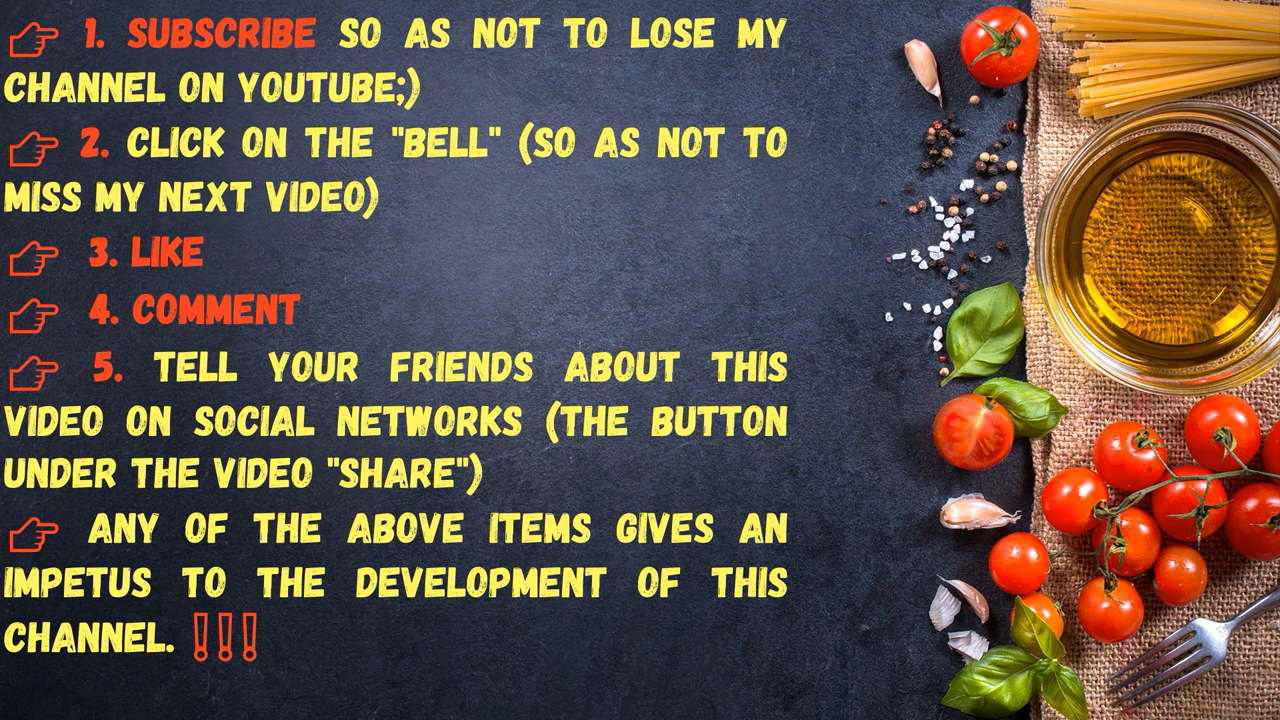 👉 1. SUBSCRIBE SO AS NOT TO LOSE MY
CHANNEL ON YOUTUBE;)
👉 2. CLICK ON THE "BELL" (SO AS NOT TO
MISS MY NEXT VIDEO)
👉 3. LIKE
👉 4. COMMENT
👉 5. TELL YOUR FRIENDS ABOUT THIS
VIDEO ON SOCIAL NETWORKS (THE BUTTON
UNDER THE VIDEO "SHARE")
👉 ANY OF THE ABOVE ITEMS GIVES AN
IMPETUS TO THE DEVELOPMENT OF THIS
CHANNEL. ❗❗❗